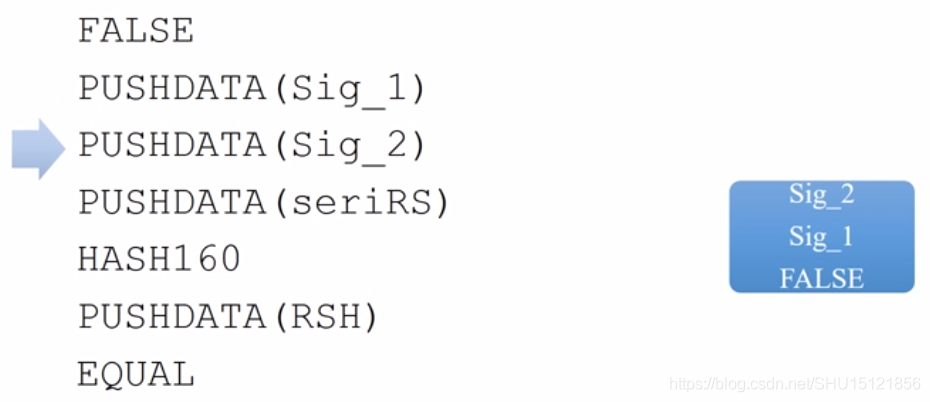 FALSE
PUSHDATA(Sig_1)
PUSHDATA(Sig_2)
PUSHDATA(seriRS)
HASH160
PUSHDATA(RSH)
EQUAL
Sig_2
Sig_1
FALSE
https://blog.csdn.net/SHU15121856